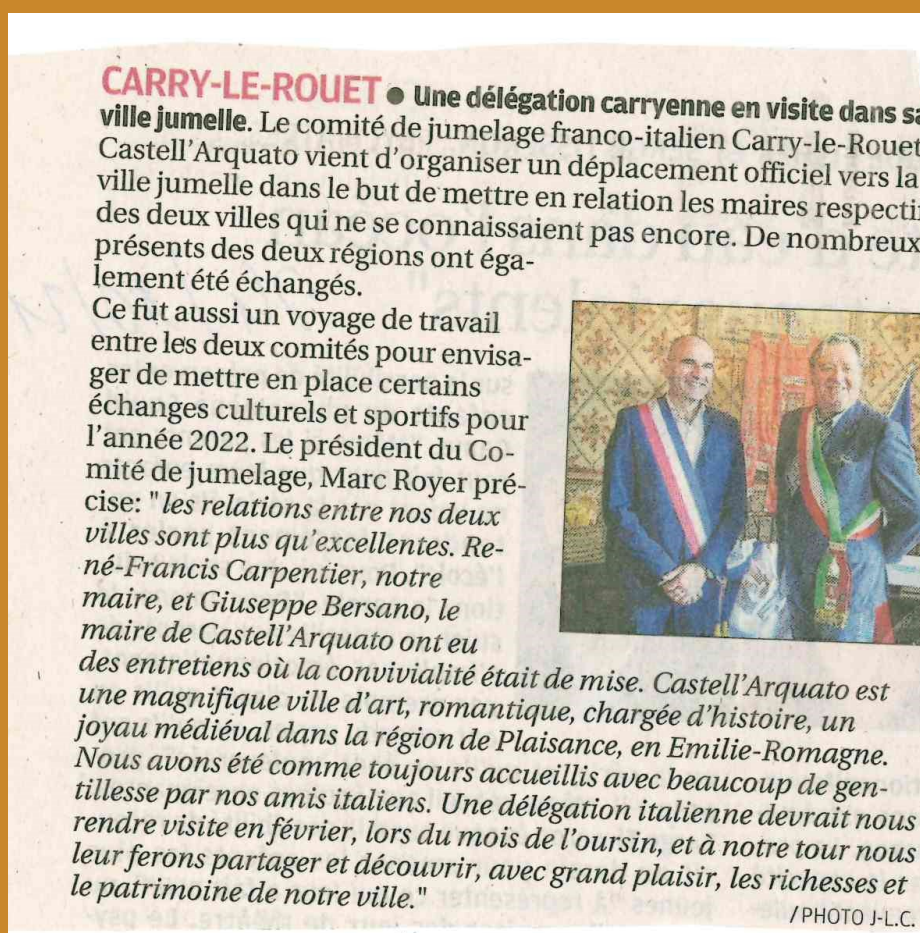 CARRY-LE-ROUET ● Une délégation carryenne en visite dans sa
ville jumelle. Le comité de jumelage franco-italien Carry-le-Rouet
Castell'Arquato vient d'organiser un déplacement officiel vers la
ville jumelle dans le but de mettre en relation les maires respectif
des deux villes qui ne se connaissaient pas encore. De nombreux
présents des deux régions ont éga-
lement été échangés.
Ce fut aussi un voyage de travail
entre les deux comités pour envisa-
ger de mettre en place certains
échanges culturels et sportifs pour
l'année 2022. Le président du Co-
mité de jumelage, Marc Royer pré-
cise: "les relations entre nos deux
villes sont plus qu'excellentes. Re-
né-Francis Carpentier, notre
maire, et Giuseppe Bersano, le
maire de Castell'Arquato ont eu
des entretiens où la convivialité était de mise. Castell'Arquato est
une magnifique ville d'art, romantique, chargée d'histoire, un
joyau médiéval dans la région de Plaisance, en Emilie-Romagne.
Nous avons été comme toujours accueillis avec beaucoup de gen-
tillesse par nos amis italiens. Une délégation italienne devrait nous
rendre visite en février, lors du mois de l'oursin, et à notre tour nous
leur ferons partager et découvrir, avec grand plaisir, les richesses et
le patrimoine de notre ville."
/ PHOTO J-L.C.